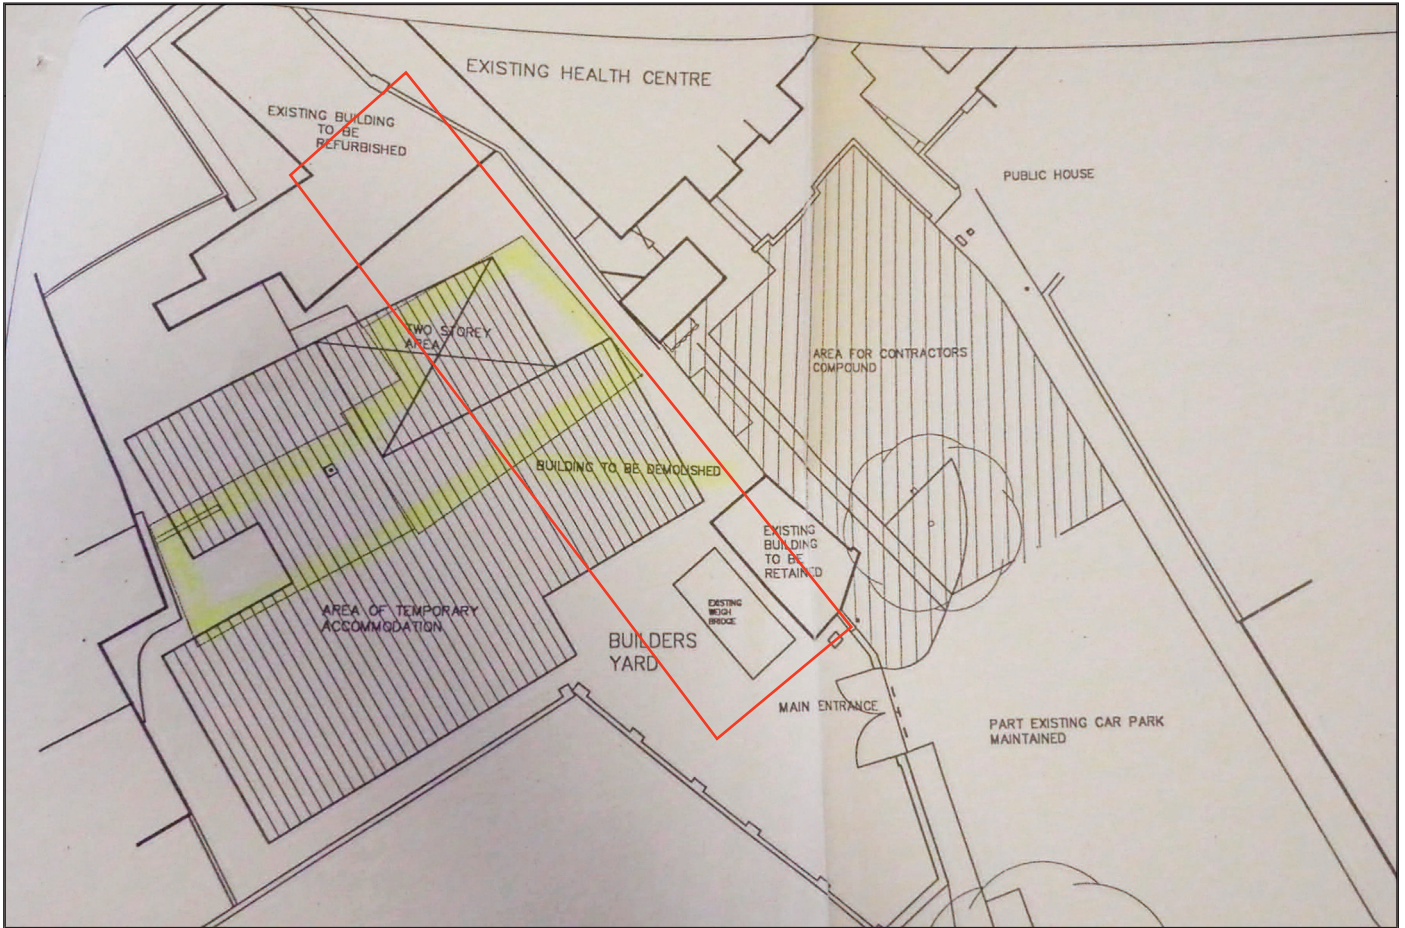 EXISTING HEALTH CENTRE
EXISTING BUILDING
TO BE
REFURBISHED
PUBLIC HOUSE
TWO STOREY
AREA
AREA FOR CONTRACTORS
COMPOUND
BUILDING TO BE DEMOLISHED
EXISTING
BUILDING
TO BE
RETAINED
EXISTING
WEIGH
BRIDGE
AREA OF TEMPORARY
ACCOMMODATION
BUILDERS
YARD
MAIN ENTRANCE
PART EXISTING CAR PARK
MAINTAINED